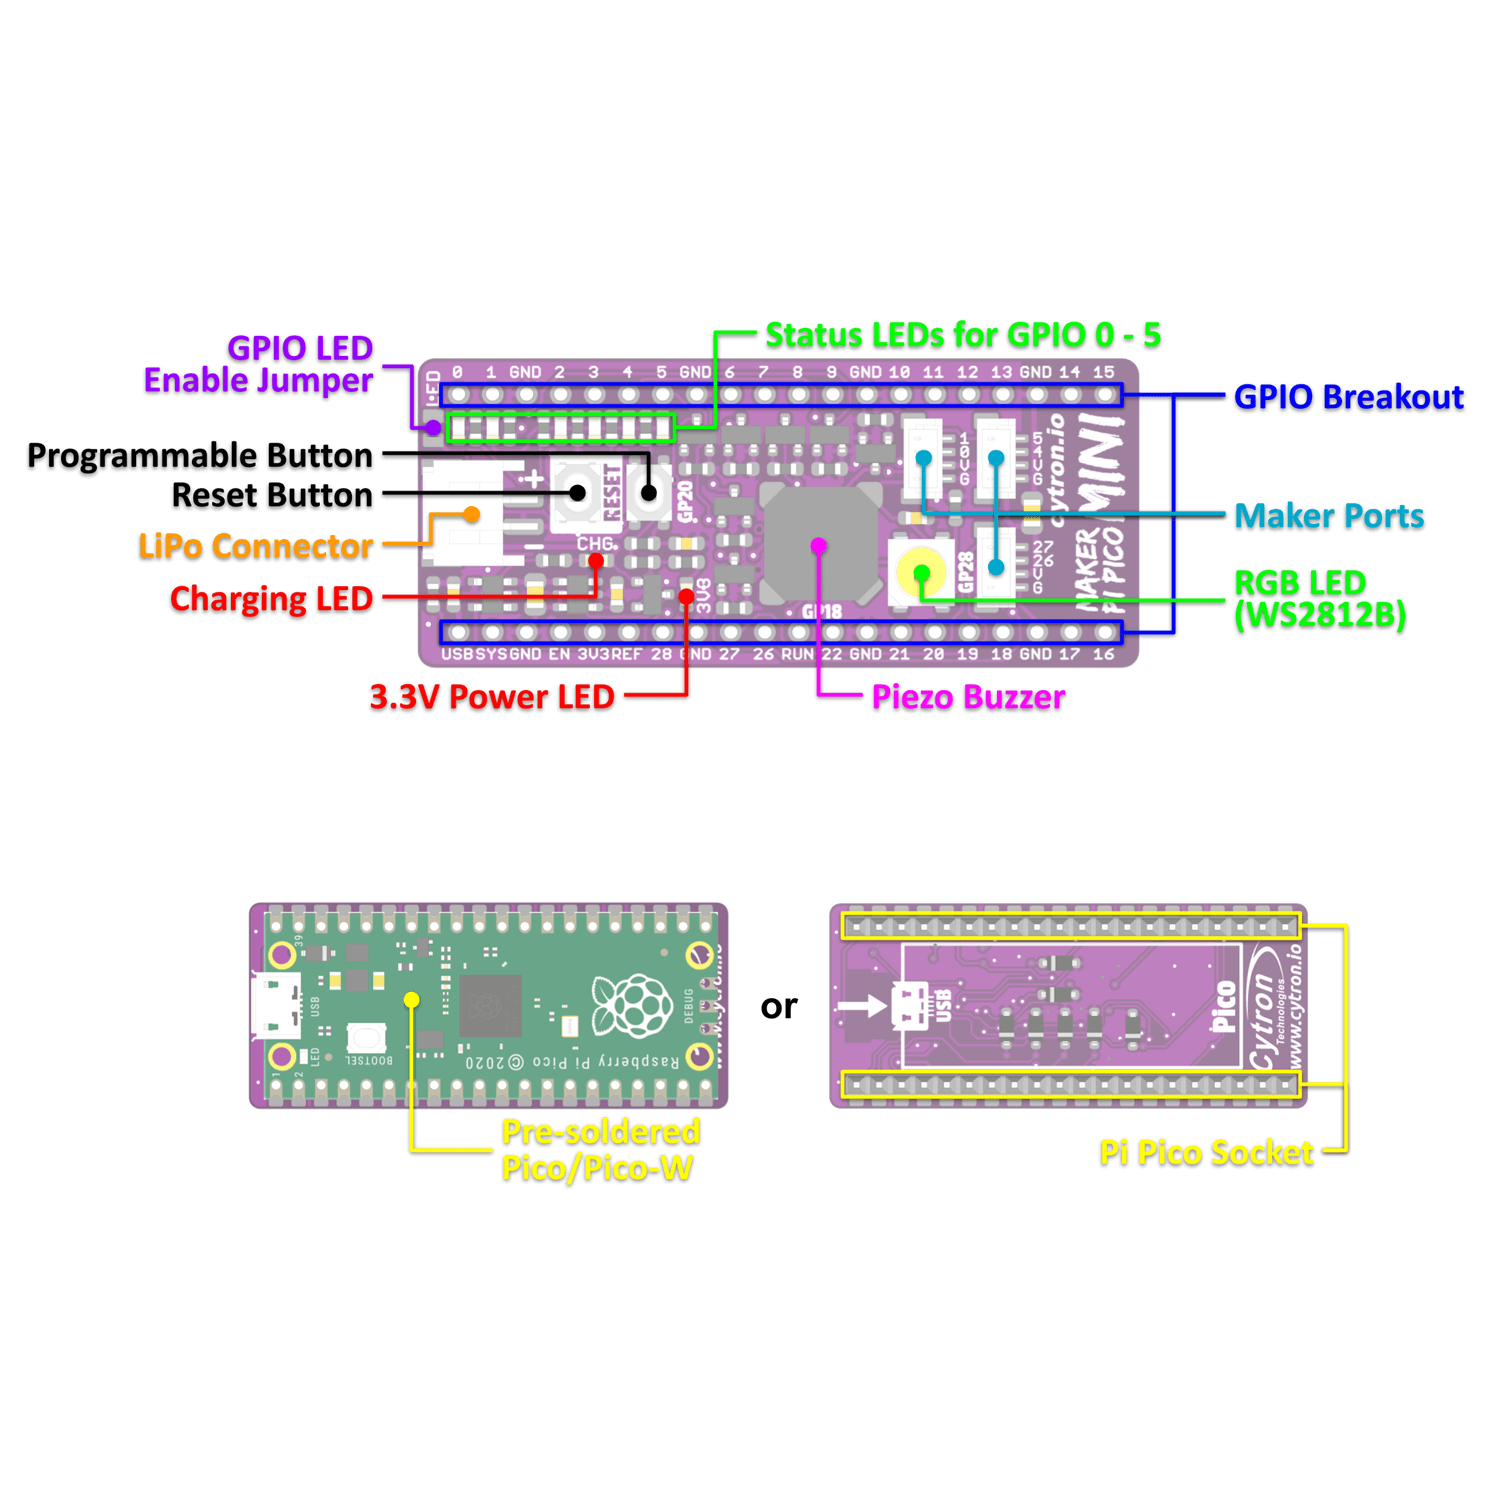 Status LEDs for GPIO 0 - 5
GPIO LED
Enable Jumper
LED
0 1 GND 2 3 4 5 GND 6 7 8 9 GND 10 11 12 13 GND 14 15
GPIO Breakout
Programmable Button
Reset Button
LiPo Connector
Charging LED
+
-
RESET
GP20
CHG
3V3
GP18
GP28
1
0
V
G
5
4
V
G
27
26
V
G
cytron.io
MAKER
PI PICO
MINI
Maker Ports
RGB LED
(WS2812B)
USB SYS GND EN 3V3 REF 28 GND 27 26 RUN 22 GND 21 20 19 18 GND 17 16
3.3V Power LED
Piezo Buzzer
39
USB
LED
1
2
BOOTSEL
DEBUG
Raspberry Pi Pico © 2020
www.cytron.io
or
USB
Pico
Cytron
Technologies
www.cytron.io
Pre-soldered
Pico/Pico-W
Pi Pico Socket